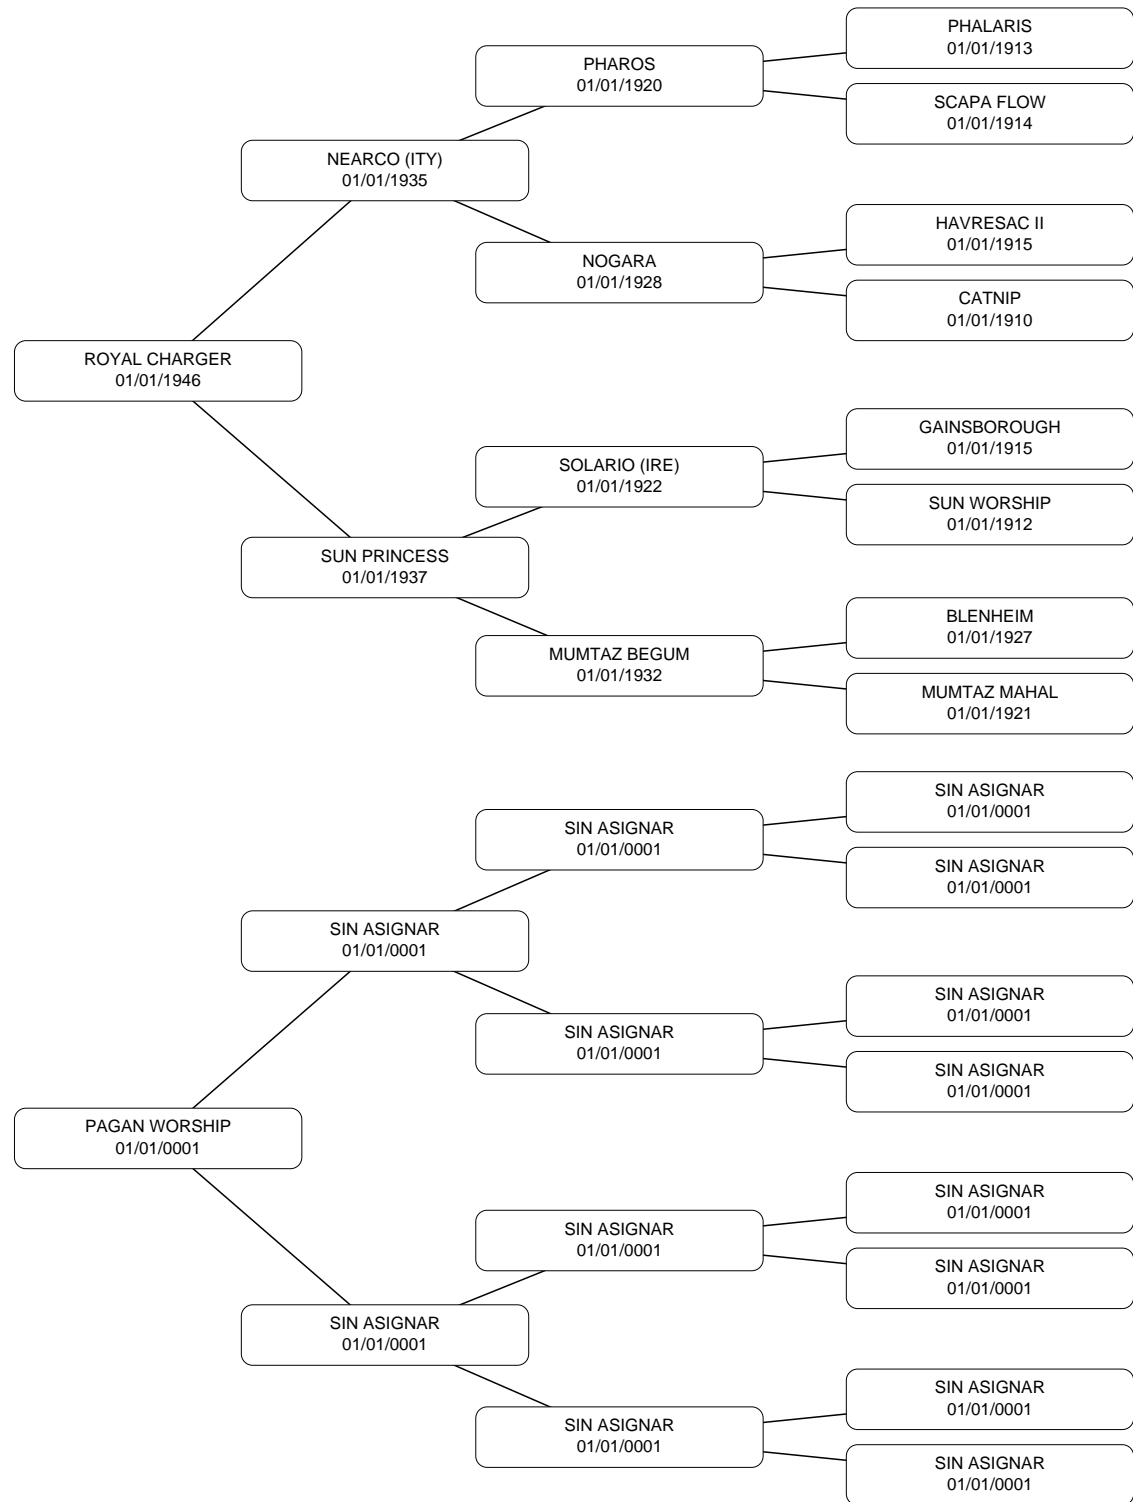 PHALARIS
01/01/1913
PHAROS
01/01/1920
SCAPA FLOW
01/01/1914
NEARCO (ITY)
01/01/1935
HAVRESAC II
01/01/1915
NOGARA
01/01/1928
CATNIP
01/01/1910
ROYAL CHARGER
01/01/1946
GAINSBOROUGH
01/01/1915
SOLARIO (IRE)
01/01/1922
SUN WORSHIP
01/01/1912
SUN PRINCESS
01/01/1937
BLENHEIM
01/01/1927
MUMTAZ BEGUM
01/01/1932
MUMTAZ MAHAL
01/01/1921
SIN ASIGNAR
01/01/0001
SIN ASIGNAR
01/01/0001
SIN ASIGNAR
01/01/0001
SIN ASIGNAR
01/01/0001
SIN ASIGNAR
01/01/0001
SIN ASIGNAR
01/01/0001
SIN ASIGNAR
01/01/0001
PAGAN WORSHIP
01/01/0001
SIN ASIGNAR
01/01/0001
SIN ASIGNAR
01/01/0001
SIN ASIGNAR
01/01/0001
SIN ASIGNAR
01/01/0001
SIN ASIGNAR
01/01/0001
SIN ASIGNAR
01/01/0001
SIN ASIGNAR
01/01/0001